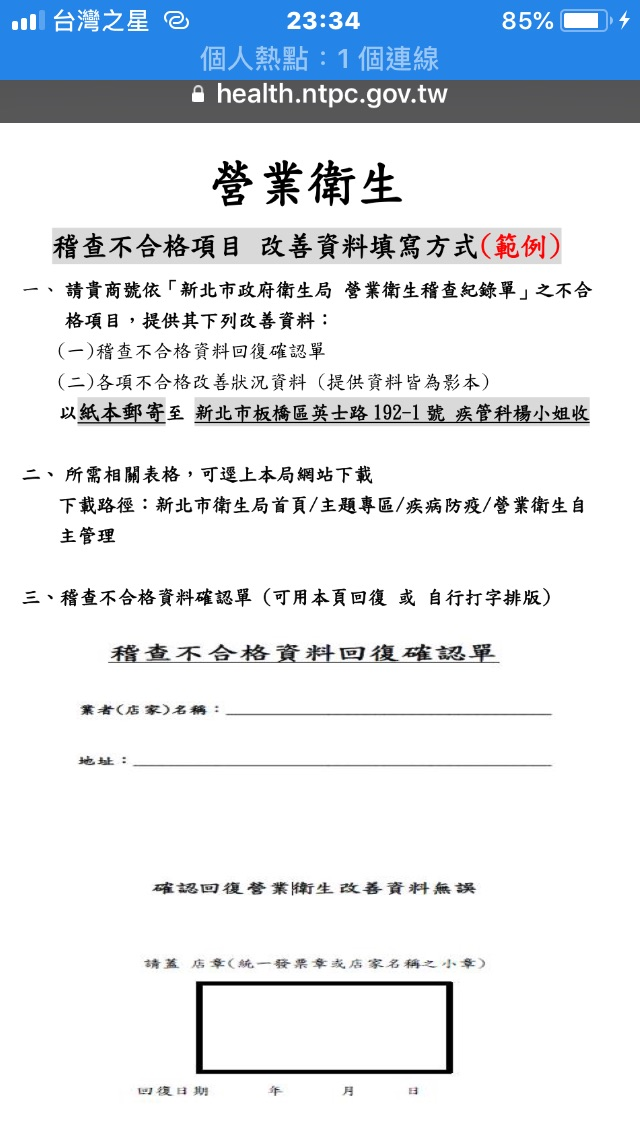 台灣之星 23:34 85%
個人熱點：1 個連線
health.ntpc.gov.tw
營業衛生
稽查不合格項目 改善資料填寫方式(範例)
一、 請貴商號依「新北市政府衛生局 營業衛生稽查紀錄單」之不合
格項目，提供其下列改善資料：
(一)稽查不合格資料回復確認單
(二)各項不合格改善狀況資料（提供資料皆為影本）
以紙本郵寄至 新北市板橋區英士路 192-1 號 疾管科楊小姐收
二、 所需相關表格，可逕上本局網站下載
下載路徑：新北市衛生局首頁/主題專區/疾病防疫/營業衛生自
主管理
三、稽查不合格資料確認單（可用本頁回復 或 自行打字排版）
稽查不合格資料回復確認單
業者(店家)名稱：
地址：
確認回復營業衛生改善資料無誤
請蓋 店章(統一發票章或店家名稱之小章)
回復日期 年 月 日